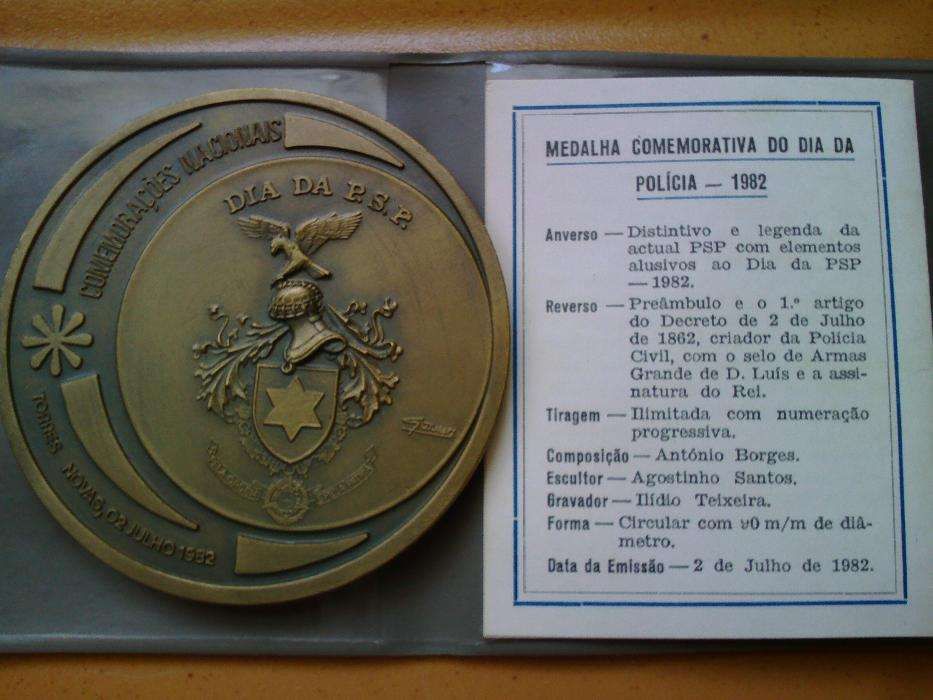 COMEMORAÇÕES NACIONAIS
DIA DA P.S.P.
TORRES NOVAS, 02 JULHO 1982
MEDALHA COMEMORATIVA DO DIA DA
POLÍCIA — 1982
Anverso — Distintivo e legenda da
actual PSP com elementos
alusivos ao Dia da PSP
— 1982.
Reverso — Preâmbulo e o 1.º artigo
do Decreto de 2 de Julho
de 1862, criador da Polícia
Civil, com o selo de Armas
Grande de D. Luís e a assi-
natura do Rei.
Tiragem — Ilimitada com numeração
progressiva.
Composição — António Borges.
Escultor — Agostinho Santos.
Gravador — Ilídio Teixeira.
Forma — Circular com 90 m/m de diâ-
metro.
Data da Emissão — 2 de Julho de 1982.